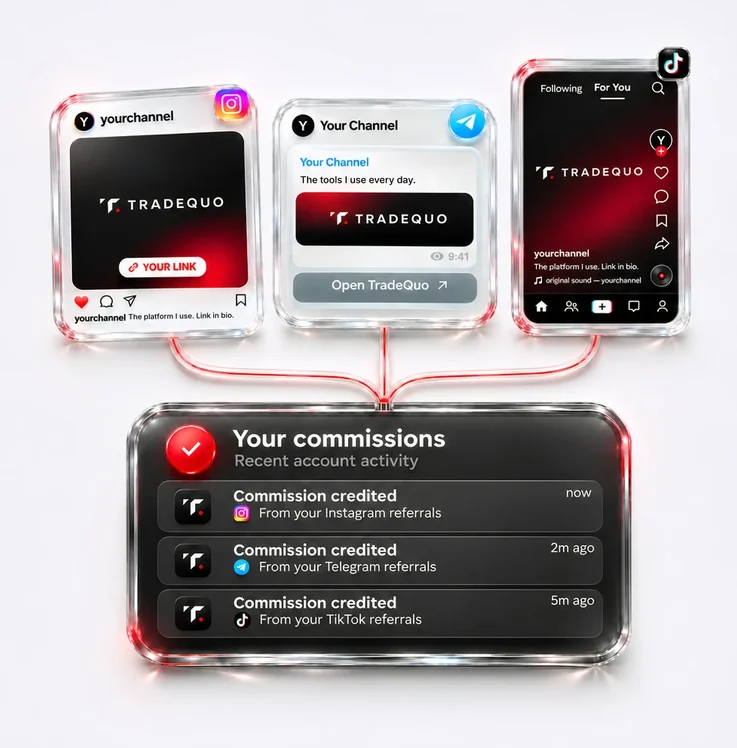 Y yourchannel
TRADEQUO
YOUR LINK
yourchannel The platform I use. Link in bio.
Y Your Channel
Your Channel
The tools I use every day.
TRADEQUO
9:41
Open TradeQuo
Following For You
Y
TRADEQUO
yourchannel
The platform I use. Link in bio.
original sound — yourchannel
Your commissions
Recent account activity
Commission credited now
From your Instagram referrals
Commission credited 2m ago
From your Telegram referrals
Commission credited 5m ago
From your TikTok referrals